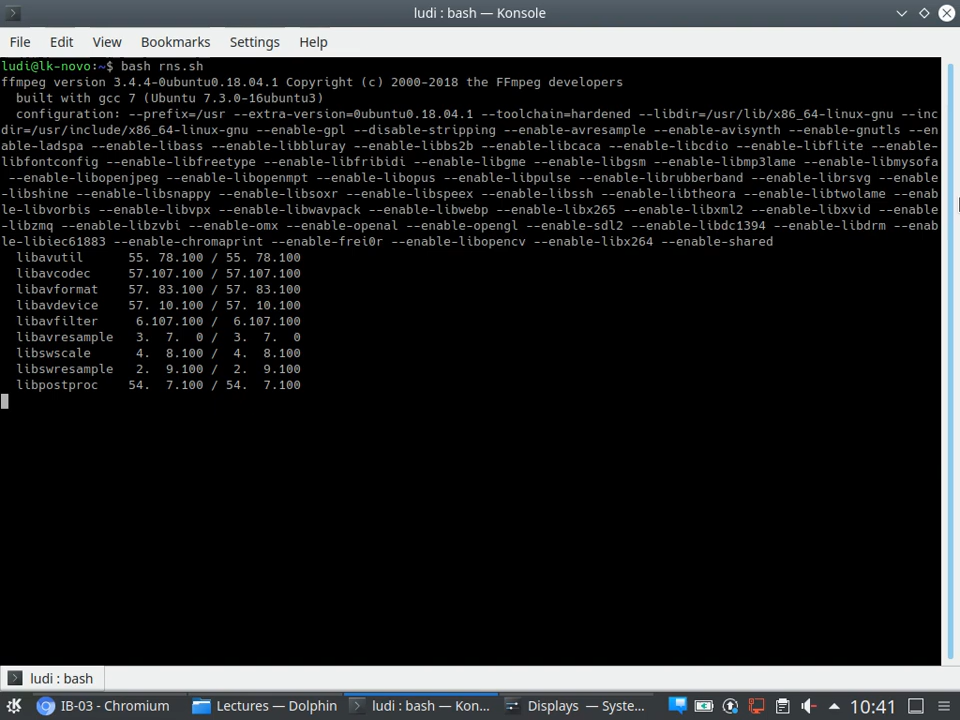 ludi : bash — Konsole
File Edit View Bookmarks Settings Help
ludi@lk-novo:~$ bash rns.sh
ffmpeg version 3.4.4-0ubuntu0.18.04.1 Copyright (c) 2000-2018 the FFmpeg developers
  built with gcc 7 (Ubuntu 7.3.0-16ubuntu3)
  configuration: --prefix=/usr --extra-version=0ubuntu0.18.04.1 --toolchain=hardened --libdir=/usr/lib/x86_64-linux-gnu --inc
dir=/usr/include/x86_64-linux-gnu --enable-gpl --disable-stripping --enable-avresample --enable-avisynth --enable-gnutls --en
able-ladspa --enable-libass --enable-libbluray --enable-libbs2b --enable-libcaca --enable-libcdio --enable-libflite --enable-
libfontconfig --enable-libfreetype --enable-libfribidi --enable-libgme --enable-libgsm --enable-libmp3lame --enable-libmysofa
 --enable-libopenjpeg --enable-libopenmpt --enable-libopus --enable-libpulse --enable-librubberband --enable-librsvg --enable
-libshine --enable-libsnappy --enable-libsoxr --enable-libspeex --enable-libssh --enable-libtheora --enable-libtwolame --enab
le-libvorbis --enable-libvpx --enable-libwavpack --enable-libwebp --enable-libx265 --enable-libxml2 --enable-libxvid --enable
-libzmq --enable-libzvbi --enable-omx --enable-openal --enable-opengl --enable-sdl2 --enable-libdc1394 --enable-libdrm --enab
le-libiec61883 --enable-chromaprint --enable-frei0r --enable-libopencv --enable-libx264 --enable-shared
  libavutil      55. 78.100 / 55. 78.100
  libavcodec     57.107.100 / 57.107.100
  libavformat    57. 83.100 / 57. 83.100
  libavdevice    57. 10.100 / 57. 10.100
  libavfilter     6.107.100 /  6.107.100
  libavresample   3.  7.  0 /  3.  7.  0
  libswscale      4.  8.100 /  4.  8.100
  libswresample   2.  9.100 /  2.  9.100
  libpostproc    54.  7.100 / 54.  7.100
ludi : bash
IB-03 - Chromium Lectures — Dolphin ludi : bash — Kon... Displays — Syste... 10:41